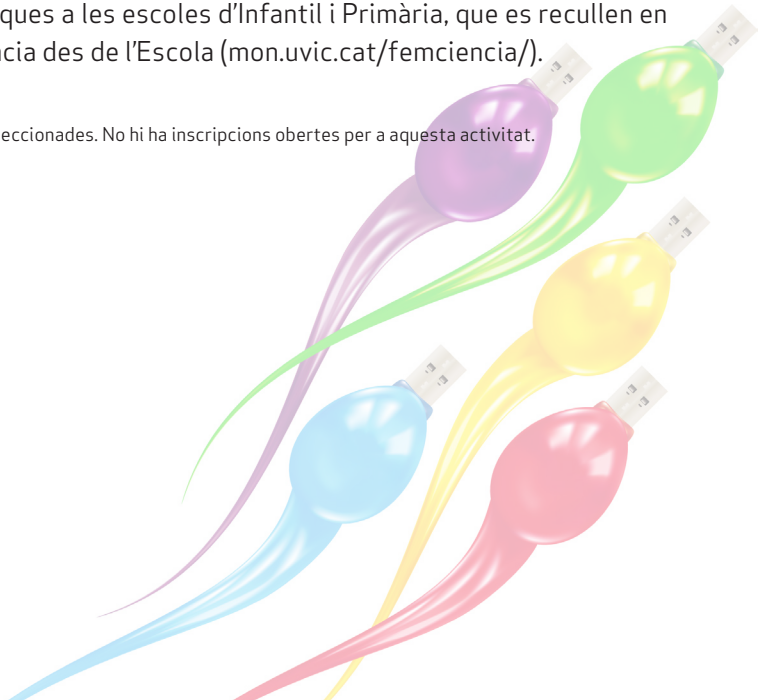 ques a les escoles d’Infantil i Primària, que es recullen en
cia des de l’Escola (mon.uvic.cat/femciencia/).
eccionades. No hi ha inscripcions obertes per a aquesta activitat.